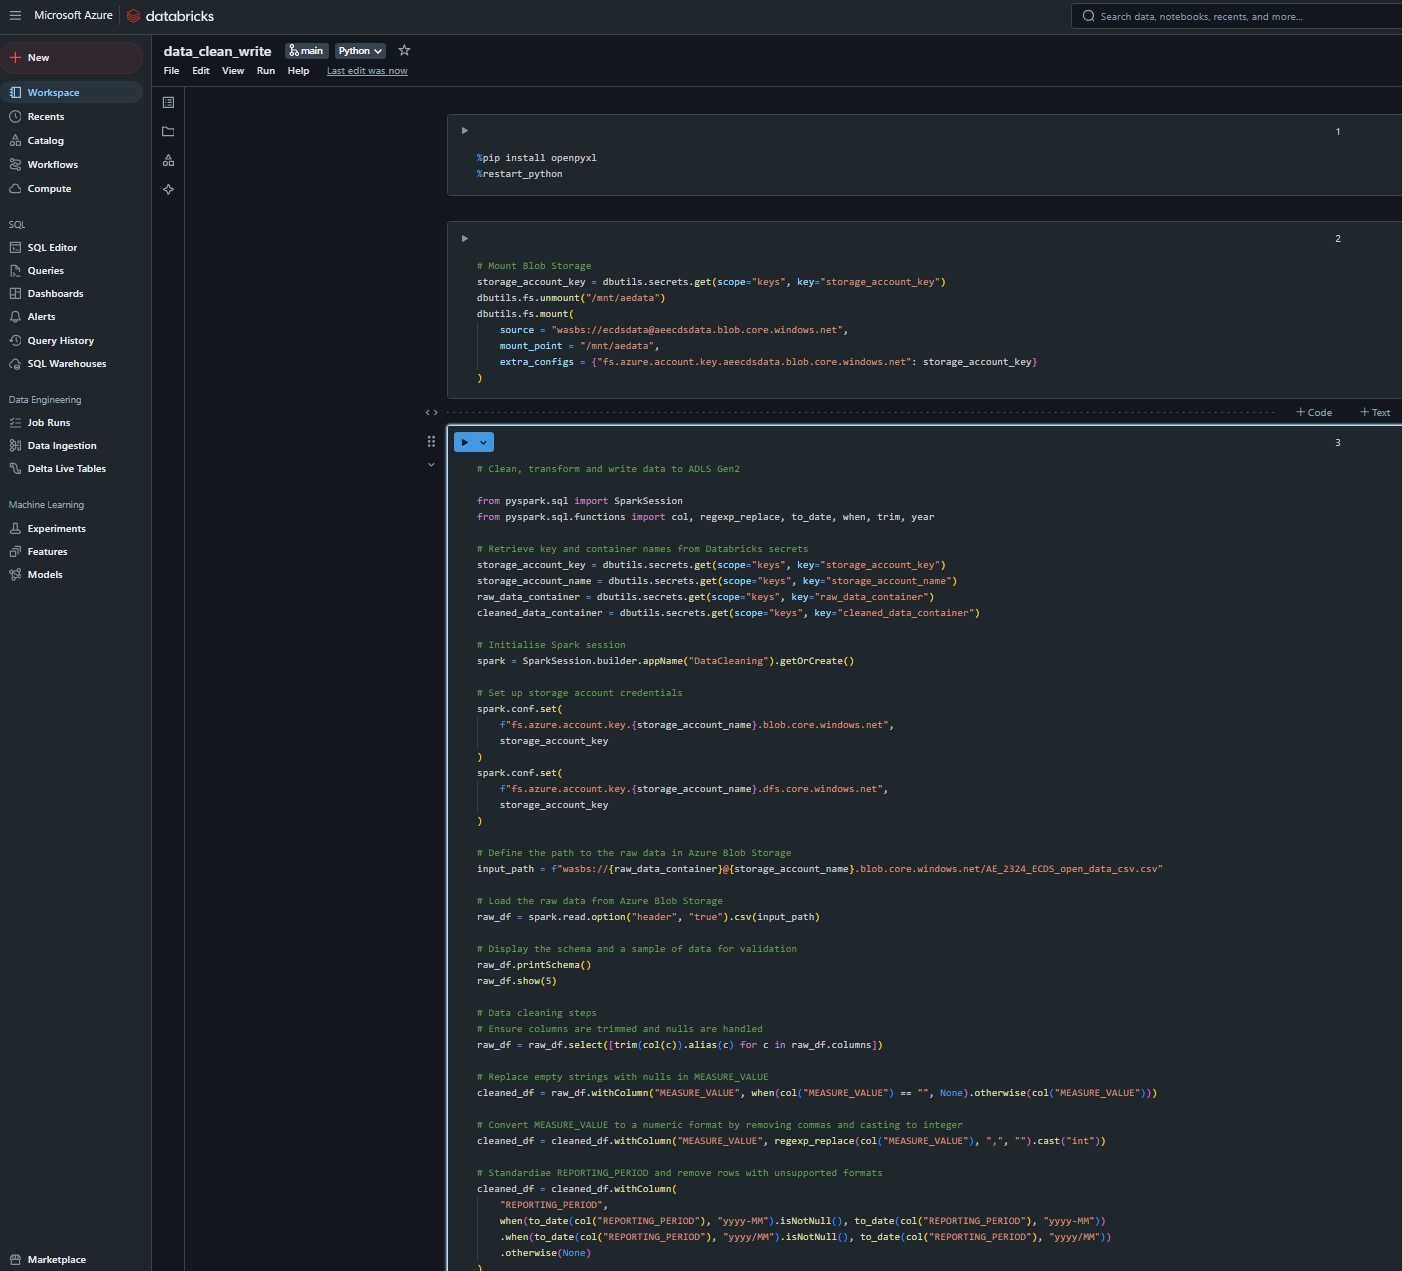 Microsoft Azure databricks
Search data, notebooks, recents, and more...
New
Workspace
Recents
Catalog
Workflows
Compute
SQL
SQL Editor
Queries
Dashboards
Alerts
Query History
SQL Warehouses
Data Engineering
Job Runs
Data Ingestion
Delta Live Tables
Machine Learning
Experiments
Features
Models
Marketplace
data_clean_write main Python
File Edit View Run Help Last edit was now
1
%pip install openpyxl
%restart_python
2
# Mount Blob Storage
storage_account_key = dbutils.secrets.get(scope="keys", key="storage_account_key")
dbutils.fs.unmount("/mnt/aedata")
dbutils.fs.mount(
    source = "wasbs://ecdsdata@aeecdsdata.blob.core.windows.net",
    mount_point = "/mnt/aedata",
    extra_configs = {"fs.azure.account.key.aeecdsdata.blob.core.windows.net": storage_account_key}
)
+ Code + Text
3
# Clean, transform and write data to ADLS Gen2
from pyspark.sql import SparkSession
from pyspark.sql.functions import col, regexp_replace, to_date, when, trim, year
# Retrieve key and container names from Databricks secrets
storage_account_key = dbutils.secrets.get(scope="keys", key="storage_account_key")
storage_account_name = dbutils.secrets.get(scope="keys", key="storage_account_name")
raw_data_container = dbutils.secrets.get(scope="keys", key="raw_data_container")
cleaned_data_container = dbutils.secrets.get(scope="keys", key="cleaned_data_container")
# Initialise Spark session
spark = SparkSession.builder.appName("DataCleaning").getOrCreate()
# Set up storage account credentials
spark.conf.set(
    f"fs.azure.account.key.{storage_account_name}.blob.core.windows.net",
    storage_account_key
)
spark.conf.set(
    f"fs.azure.account.key.{storage_account_name}.dfs.core.windows.net",
    storage_account_key
)
# Define the path to the raw data in Azure Blob Storage
input_path = f"wasbs://{raw_data_container}@{storage_account_name}.blob.core.windows.net/AE_2324_ECDS_open_data_csv.csv"
# Load the raw data from Azure Blob Storage
raw_df = spark.read.option("header", "true").csv(input_path)
# Display the schema and a sample of data for validation
raw_df.printSchema()
raw_df.show(5)
# Data cleaning steps
# Ensure columns are trimmed and nulls are handled
raw_df = raw_df.select([trim(col(c)).alias(c) for c in raw_df.columns])
# Replace empty strings with nulls in MEASURE_VALUE
cleaned_df = raw_df.withColumn("MEASURE_VALUE", when(col("MEASURE_VALUE") == "", None).otherwise(col("MEASURE_VALUE")))
# Convert MEASURE_VALUE to a numeric format by removing commas and casting to integer
cleaned_df = cleaned_df.withColumn("MEASURE_VALUE", regexp_replace(col("MEASURE_VALUE"), ",", "").cast("int"))
# Standardiae REPORTING_PERIOD and remove rows with unsupported formats
cleaned_df = cleaned_df.withColumn(
    "REPORTING_PERIOD",
    when(to_date(col("REPORTING_PERIOD"), "yyyy-MM").isNotNull(), to_date(col("REPORTING_PERIOD"), "yyyy-MM"))
    .when(to_date(col("REPORTING_PERIOD"), "yyyy/MM").isNotNull(), to_date(col("REPORTING_PERIOD"), "yyyy/MM"))
    .otherwise(None)
)